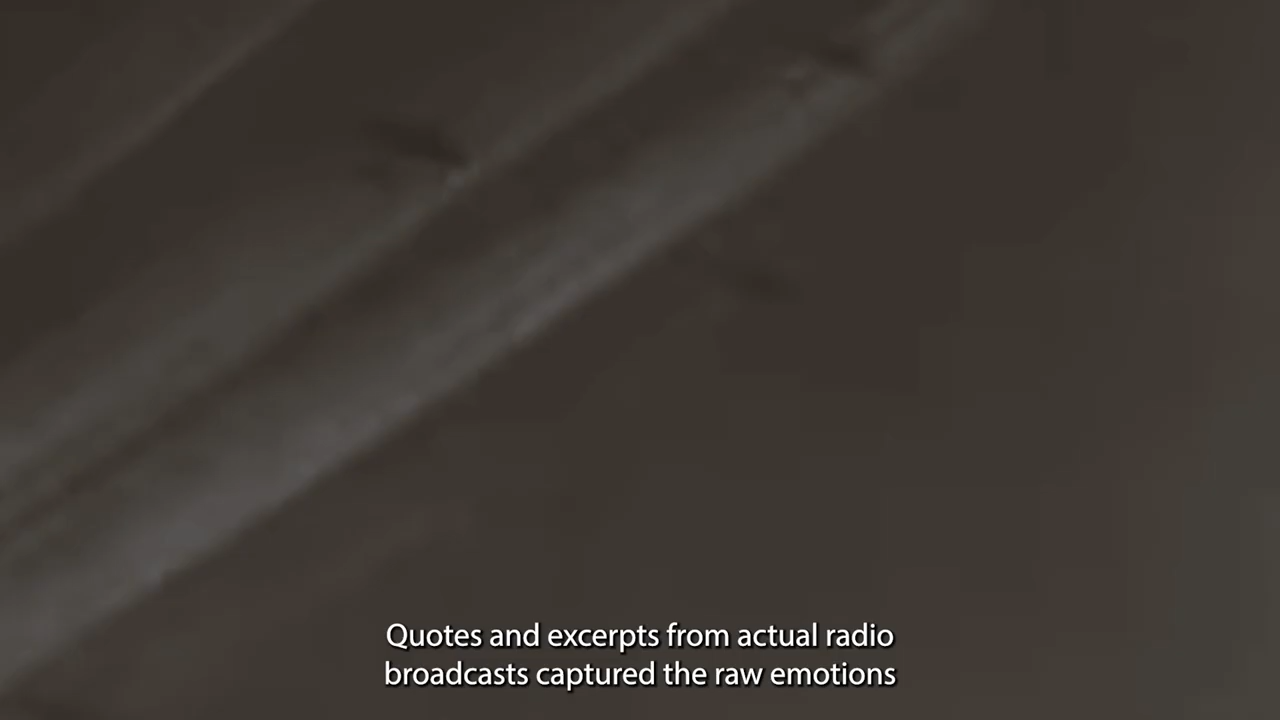 Quotes and excerpts from actual radio
broadcasts captured the raw emotions